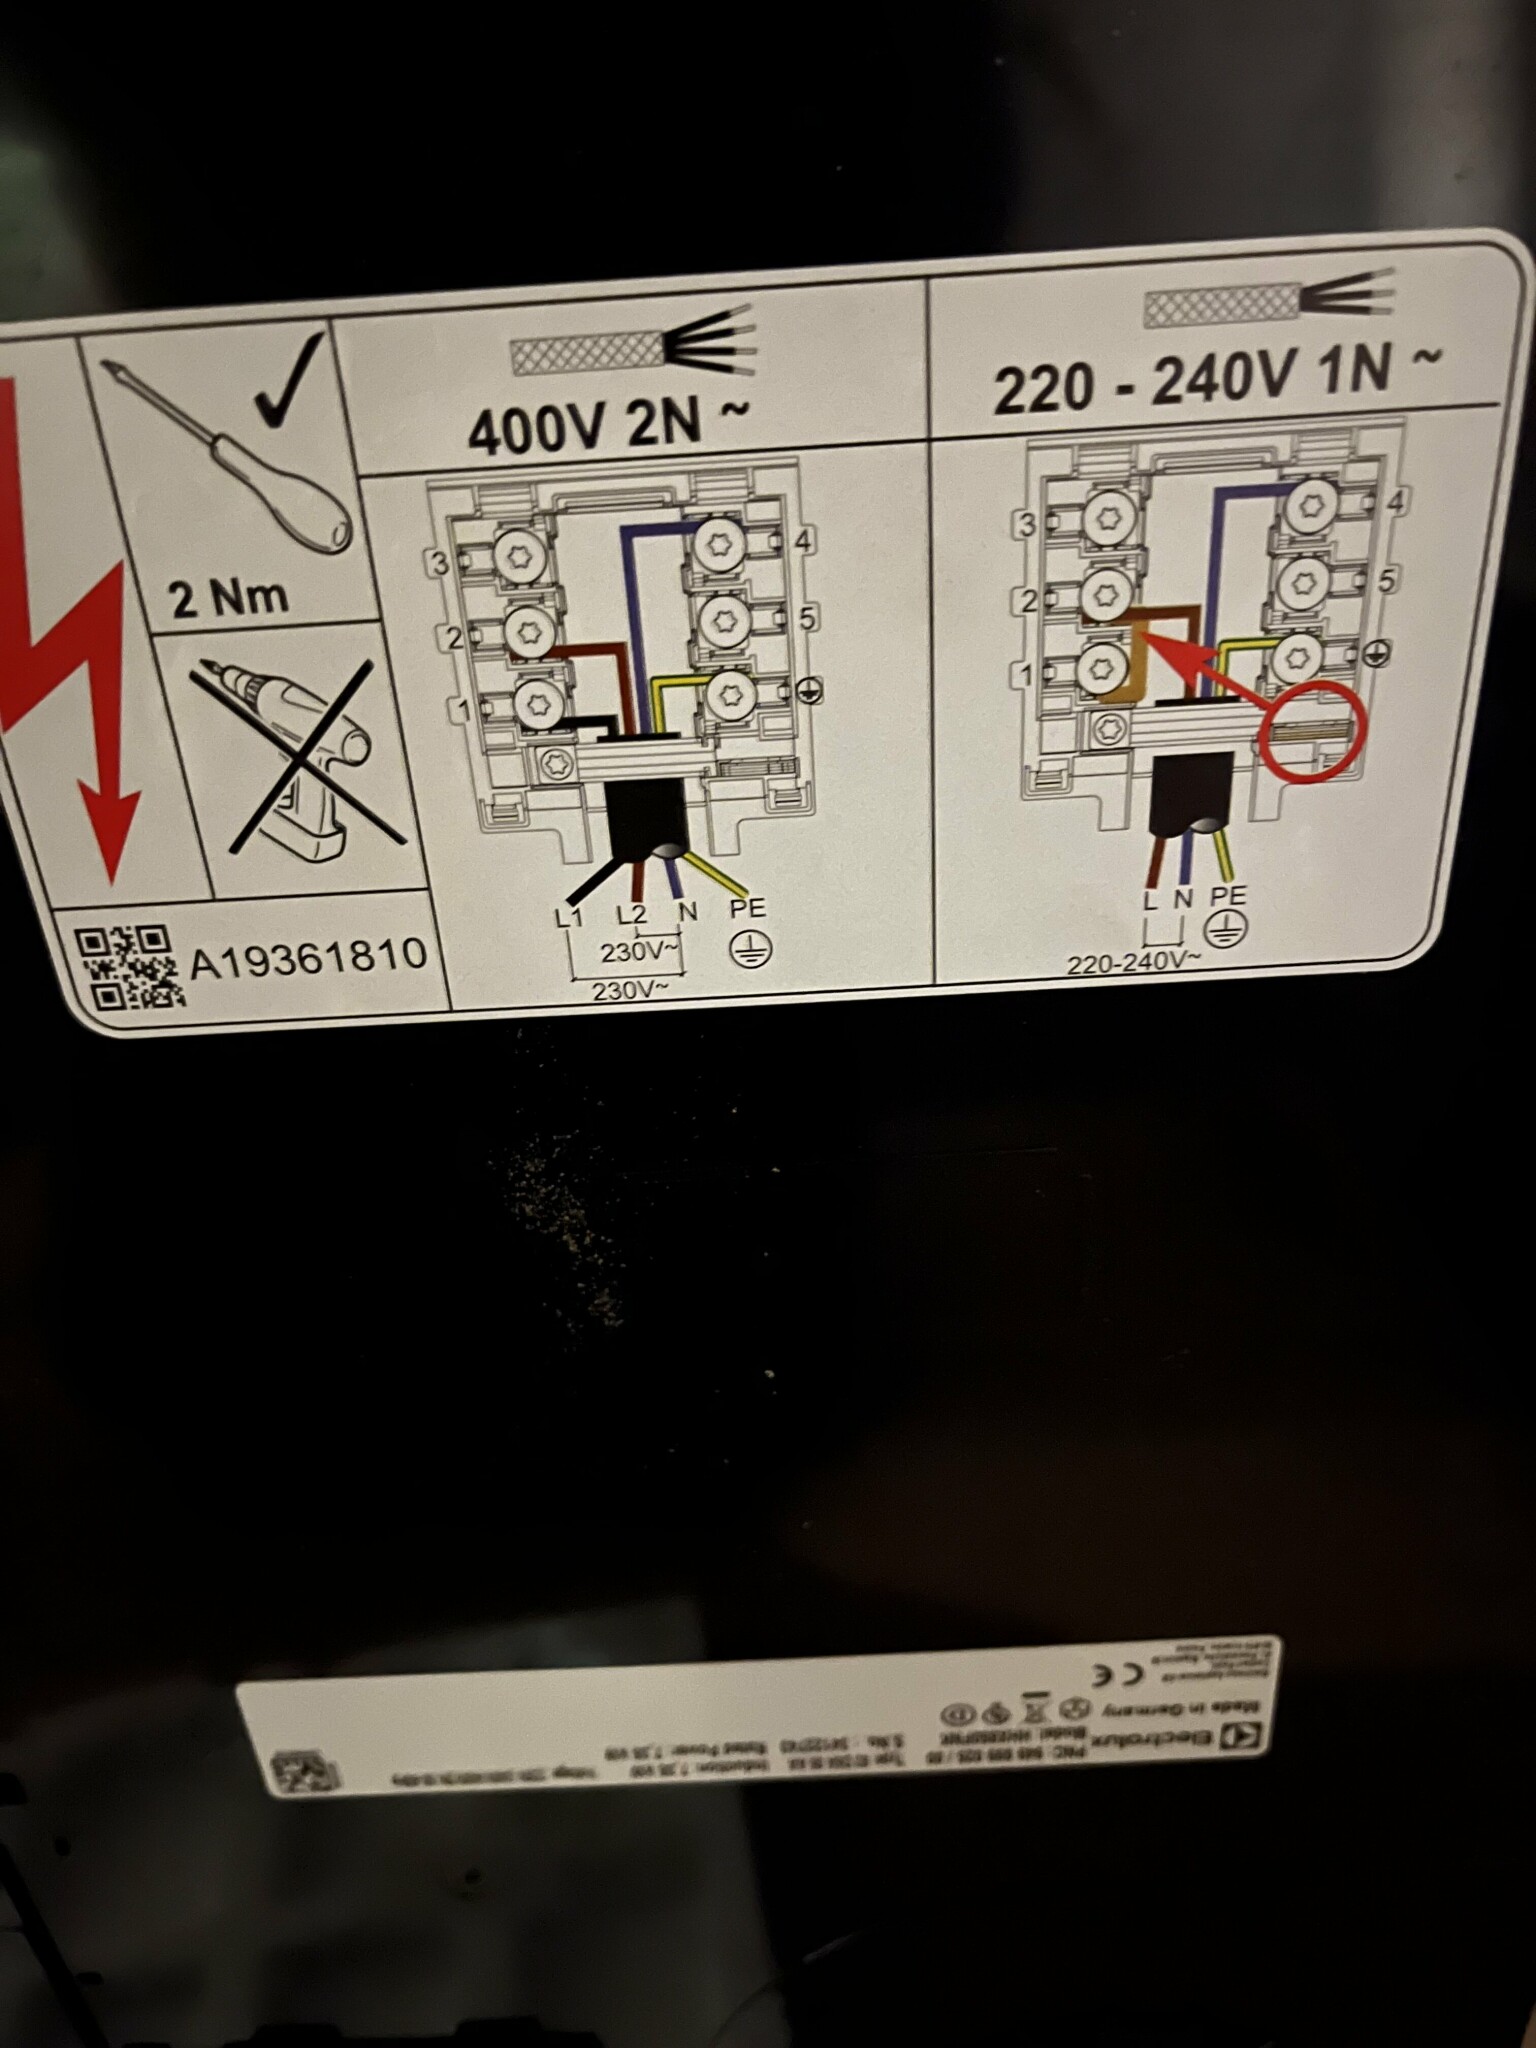 400V 2N ~
220 - 240V 1N ~
2 Nm
3
2
1
4
5
L1 L2 N PE
230V~
230V~
3
2
1
4
5
L N PE
220-240V~
A19361810
Electrolux
Made in Germany
CE